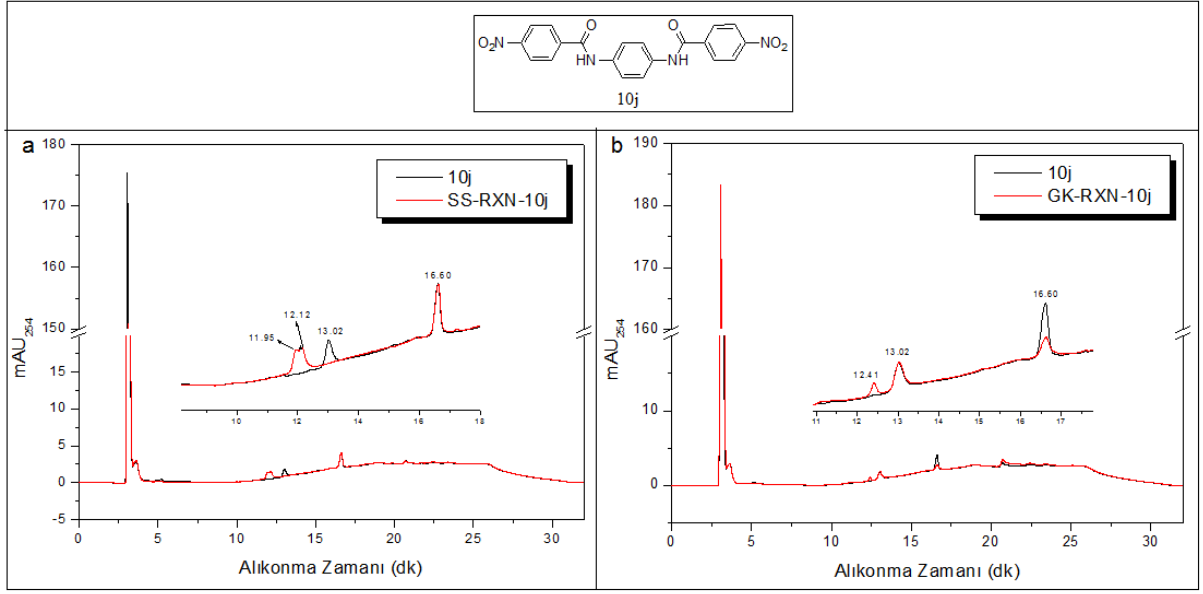 O₂N O HN NH O NO₂
10j
a
10j
SS-RXN-10j
180
170
160
150
15
10
5
0
-5
mAU₂₅₄
11.95
12.12
13.02
16.60
10 12 14 16 18
0 5 10 15 20 25 30
Alıkonma Zamanı (dk)
b
10j
GK-RXN-10j
190
180
170
160
10
0
mAU₂₅₄
12.41
13.02
16.60
11 12 13 14 15 16 17
0 5 10 15 20 25 30
Alıkonma Zamanı (dk)